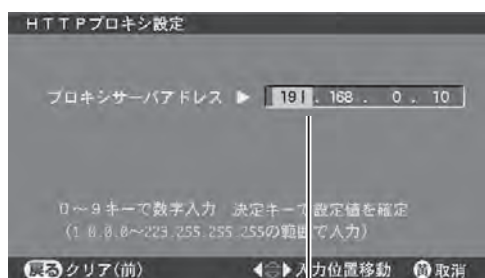 HTTPプロキシ設定
プロキシサーバアドレス ▶ 191. 168. 0. 10
0〜9キーで数字入力 決定キーで設定値を確定
(1.0.0.0〜223.255.255.255の範囲で入力)
戻る クリア(前) 入力位置移動 取消